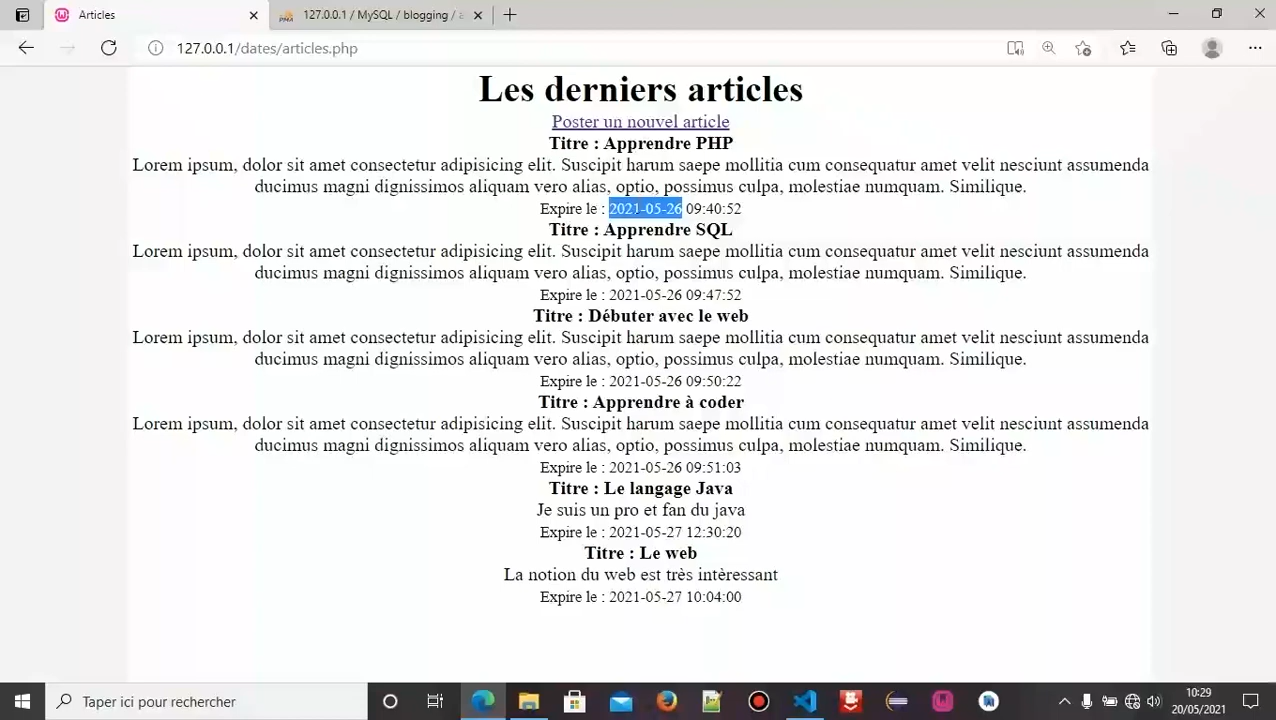 Articles
127.0.0.1 / MySQL / blogging / a
127.0.0.1/dates/articles.php
Les derniers articles
Poster un nouvel article
Titre : Apprendre PHP
Lorem ipsum, dolor sit amet consectetur adipisicing elit. Suscipit harum saepe mollitia cum consequatur amet velit nesciunt assumenda
ducimus magni dignissimos aliquam vero alias, optio, possimus culpa, molestiae numquam. Similique.
Expire le : 2021-05-26 09:40:52
Titre : Apprendre SQL
Lorem ipsum, dolor sit amet consectetur adipisicing elit. Suscipit harum saepe mollitia cum consequatur amet velit nesciunt assumenda
ducimus magni dignissimos aliquam vero alias, optio, possimus culpa, molestiae numquam. Similique.
Expire le : 2021-05-26 09:47:52
Titre : Débuter avec le web
Lorem ipsum, dolor sit amet consectetur adipisicing elit. Suscipit harum saepe mollitia cum consequatur amet velit nesciunt assumenda
ducimus magni dignissimos aliquam vero alias, optio, possimus culpa, molestiae numquam. Similique.
Expire le : 2021-05-26 09:50:22
Titre : Apprendre à coder
Lorem ipsum, dolor sit amet consectetur adipisicing elit. Suscipit harum saepe mollitia cum consequatur amet velit nesciunt assumenda
ducimus magni dignissimos aliquam vero alias, optio, possimus culpa, molestiae numquam. Similique.
Expire le : 2021-05-26 09:51:03
Titre : Le langage Java
Je suis un pro et fan du java
Expire le : 2021-05-27 12:30:20
Titre : Le web
La notion du web est très intèressant
Expire le : 2021-05-27 10:04:00
Taper ici pour rechercher
10:29
20/05/2021